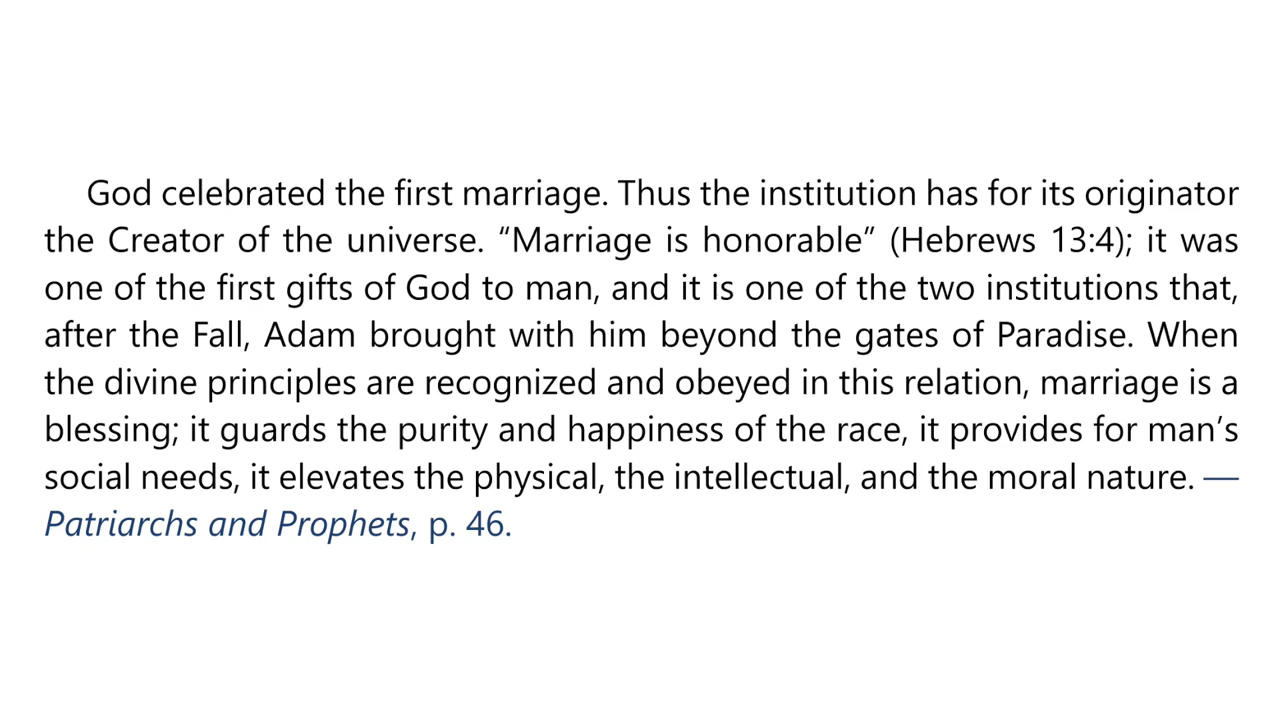 God celebrated the first marriage. Thus the institution has for its originator
the Creator of the universe. “Marriage is honorable” (Hebrews 13:4); it was
one of the first gifts of God to man, and it is one of the two institutions that,
after the Fall, Adam brought with him beyond the gates of Paradise. When
the divine principles are recognized and obeyed in this relation, marriage is a
blessing; it guards the purity and happiness of the race, it provides for man’s
social needs, it elevates the physical, the intellectual, and the moral nature. —
Patriarchs and Prophets, p. 46.